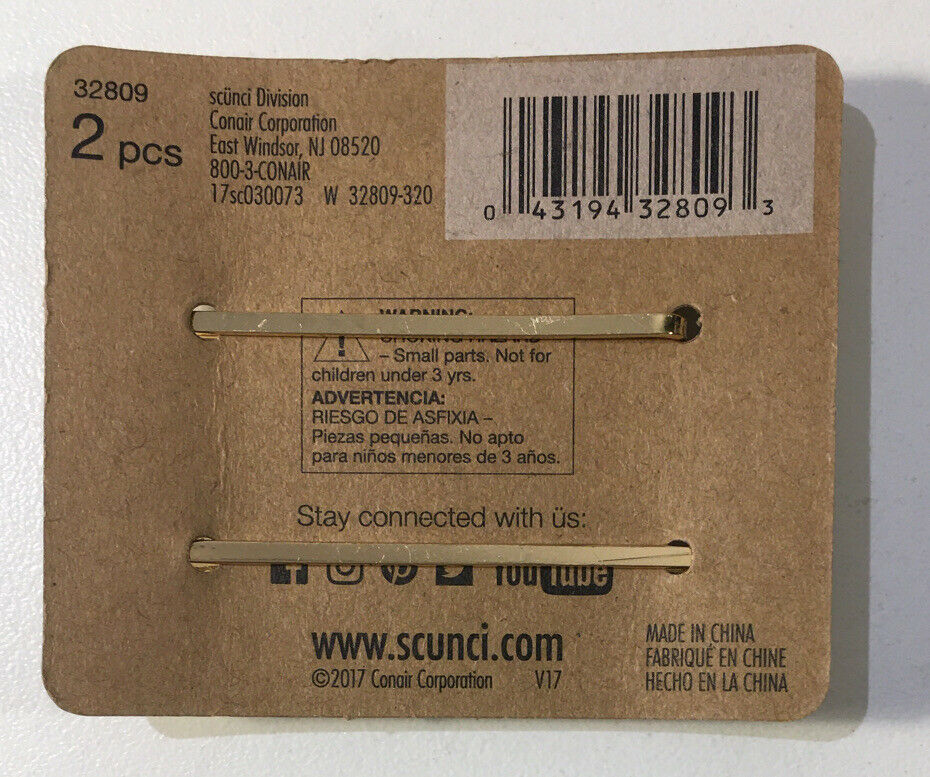 32809
2 pcs
scünci Division
Conair Corporation
East Windsor, NJ 08520
800-3-CONAIR
17sc030073 W 32809-320
0 43194 32809 3
WARNING:
– Small parts. Not for
children under 3 yrs.
ADVERTENCIA:
RIESGO DE ASFIXIA –
Piezas pequeñas. No apto
para niños menores de 3 años.
Stay connected with üs:
You Tube
www.scunci.com
©2017 Conair Corporation V17
MADE IN CHINA
FABRIQUÉ EN CHINE
HECHO EN LA CHINA